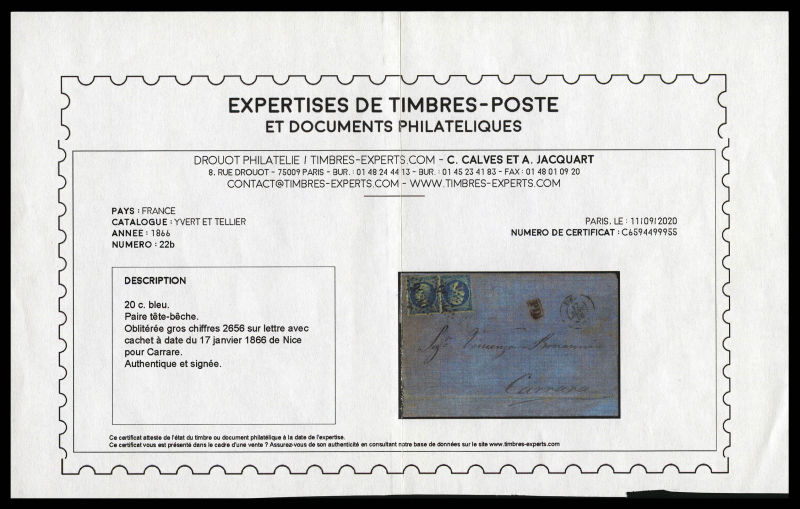 EXPERTISES DE TIMBRES-POSTE
ET DOCUMENTS PHILATELIQUES
DROUOT PHILATELIE / TIMBRES-EXPERTS.COM - C. CALVES ET A. JACQUART
8. RUE DROUOT - 75009 PARIS - BUR. : 01 48 24 44 13 - BUR. : 01 45 23 41 83 - FAX : 01 48 01 09 20
CONTACT@TIMBRES-EXPERTS.COM - WWW.TIMBRES-EXPERTS.COM
PAYS : FRANCE
CATALOGUE : YVERT ET TELLIER
ANNEE : 1866
NUMERO : 22b
PARIS. LE : 11/09/2020
NUMERO DE CERTIFICAT : C6594499955
DESCRIPTION
20 c. bleu.
Paire tête-bêche.
Oblitérée gros chiffres 2656 sur lettre avec
cachet à date du 17 janvier 1866 de Nice
pour Carrare.
Authentique et signée.
PD
Carrara
Ce certificat atteste de l'état du timbre ou document philatélique à la date de l'expertise.
Ce certificat vous est présenté dans le cadre d'une vente ? Assurez-vous de son authenticité en consultant notre base de données sur le site www.timbres-experts.com